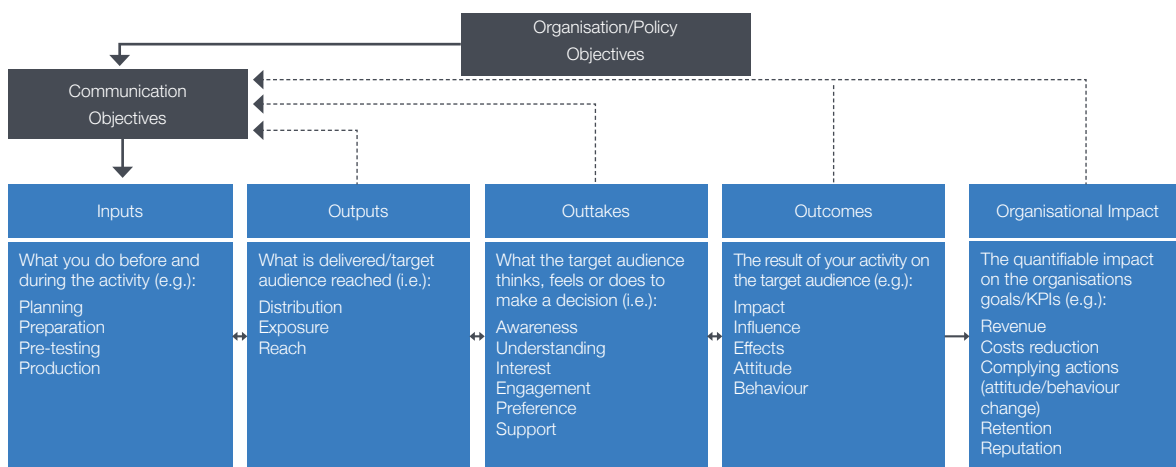 Organisation/Policy
Objectives
Communication
Objectives
Inputs
What you do before and
during the activity (e.g.):
Planning
Preparation
Pre-testing
Production
Outputs
What is delivered/target
audience reached (i.e.):
Distribution
Exposure
Reach
Outtakes
What the target audience
thinks, feels or does to
make a decision (i.e.):
Awareness
Understanding
Interest
Engagement
Preference
Support
Outcomes
The result of your activity on
the target audience (e.g.):
Impact
Influence
Effects
Attitude
Behaviour
Organisational Impact
The quantifiable impact
on the organisations
goals/KPIs (e.g.):
Revenue
Costs reduction
Complying actions
(attitude/behaviour
change)
Retention
Reputation